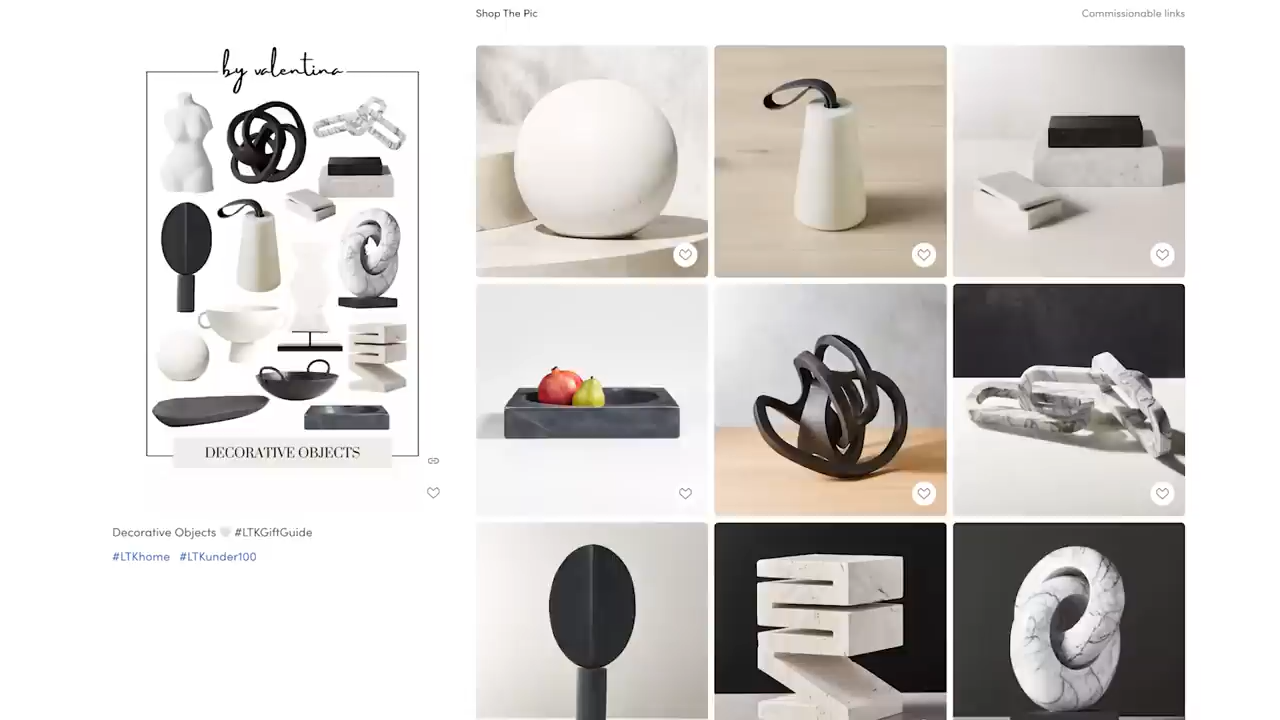 Shop The Pic
Commissionable links
by valentina
DECORATIVE OBJECTS
Decorative Objects 🤍 #LTKGiftGuide
#LTKhome #LTKunder100